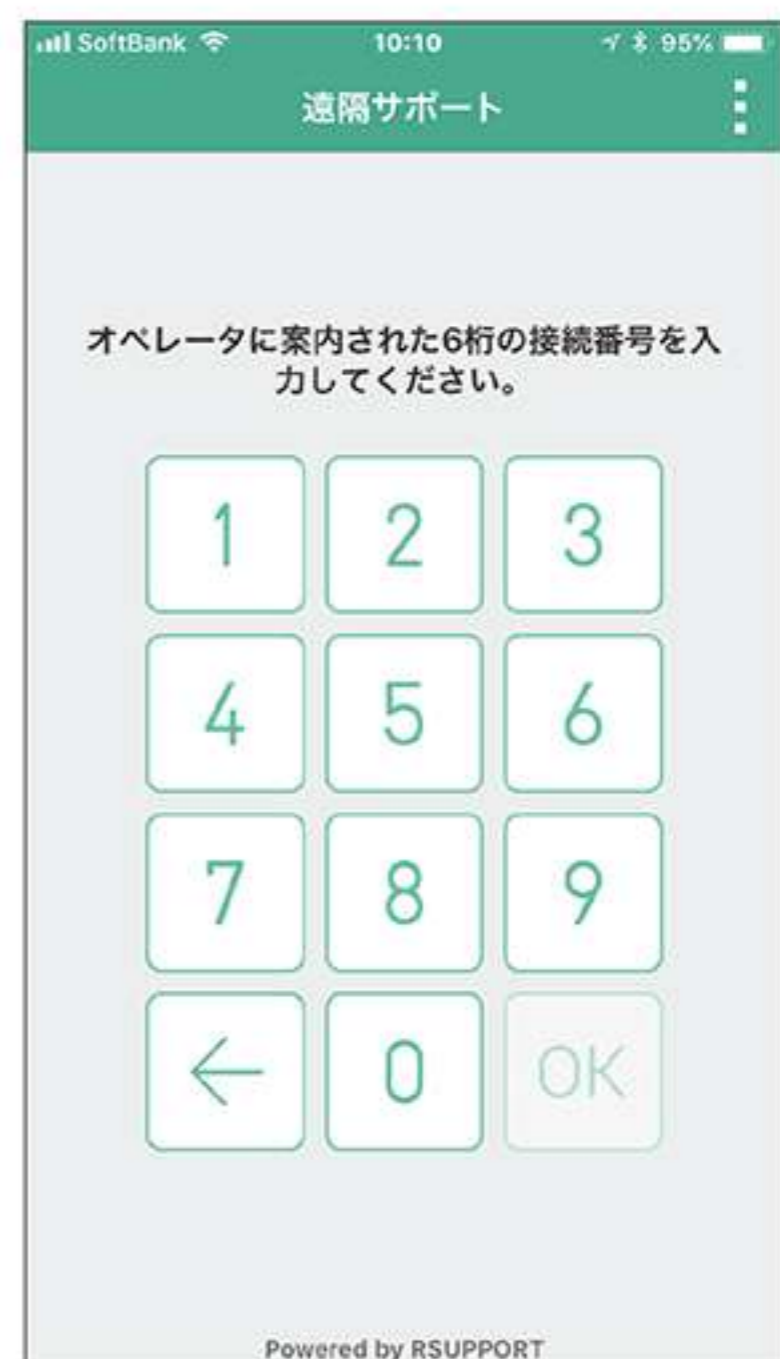 SoftBank 10:10 95%
遠隔サポート
オペレータに案内された6桁の接続番号を入
力してください。
1 2 3
4 5 6
7 8 9
← 0 OK
Powered by RSUPPORT